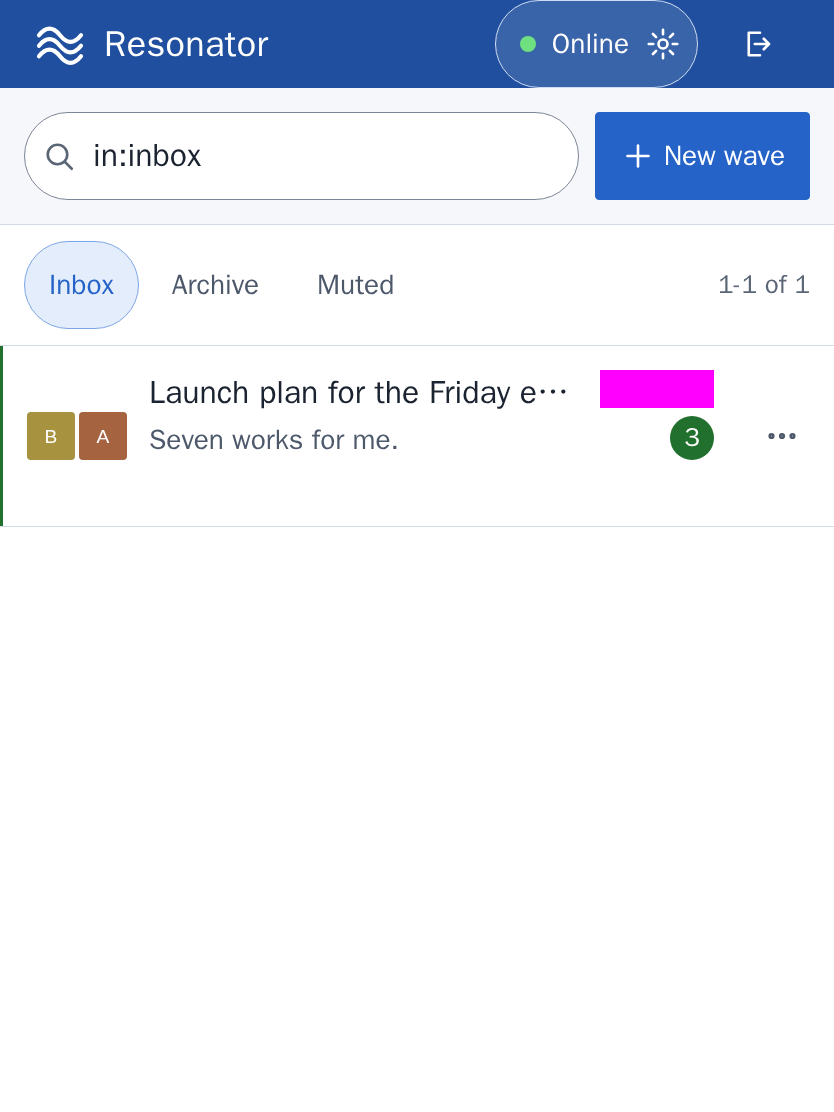 Resonator
Online
in:inbox
New wave
Inbox Archive Muted 1-1 of 1
Launch plan for the Friday e…
B A
Seven works for me.
3